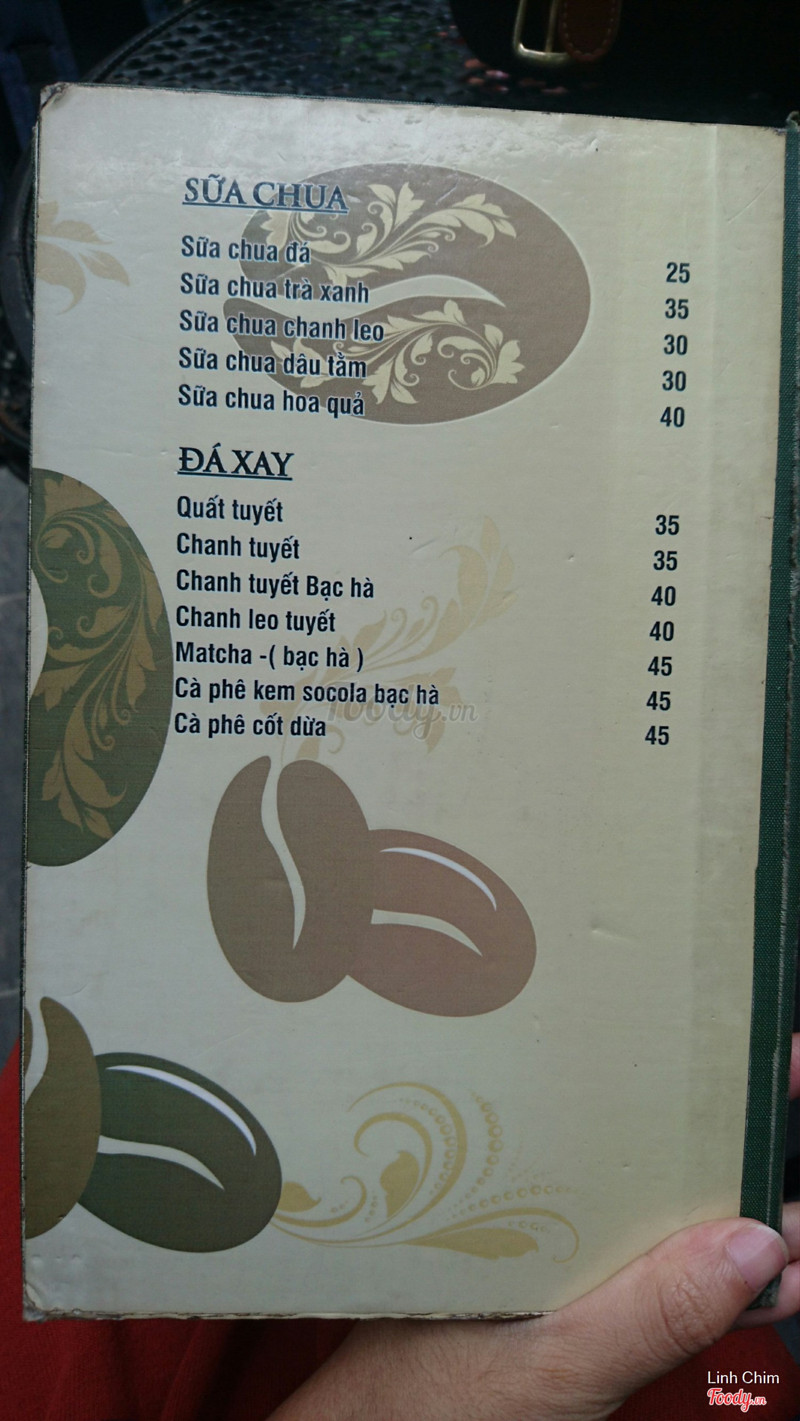 SỮA CHUA
Sữa chua đá 25
Sữa chua trà xanh 35
Sữa chua chanh leo 30
Sữa chua dâu tằm 30
Sữa chua hoa quả 40
ĐÁ XAY
Quất tuyết 35
Chanh tuyết 35
Chanh tuyết Bạc hà 40
Chanh leo tuyết 40
Matcha -( bạc hà ) 45
Cà phê kem socola bạc hà 45
Cà phê cốt dừa 45
foody.vn
Linh Chim
Foody.vn